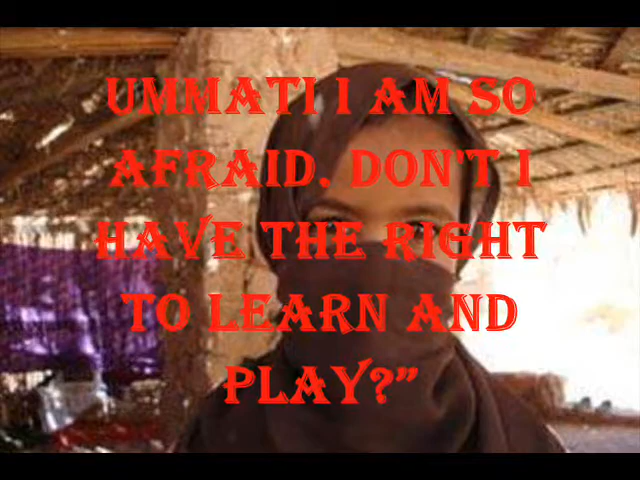 UMMATI I AM SO
AFRAID. DON'T I
HAVE THE RIGHT
TO LEARN AND
PLAY?”